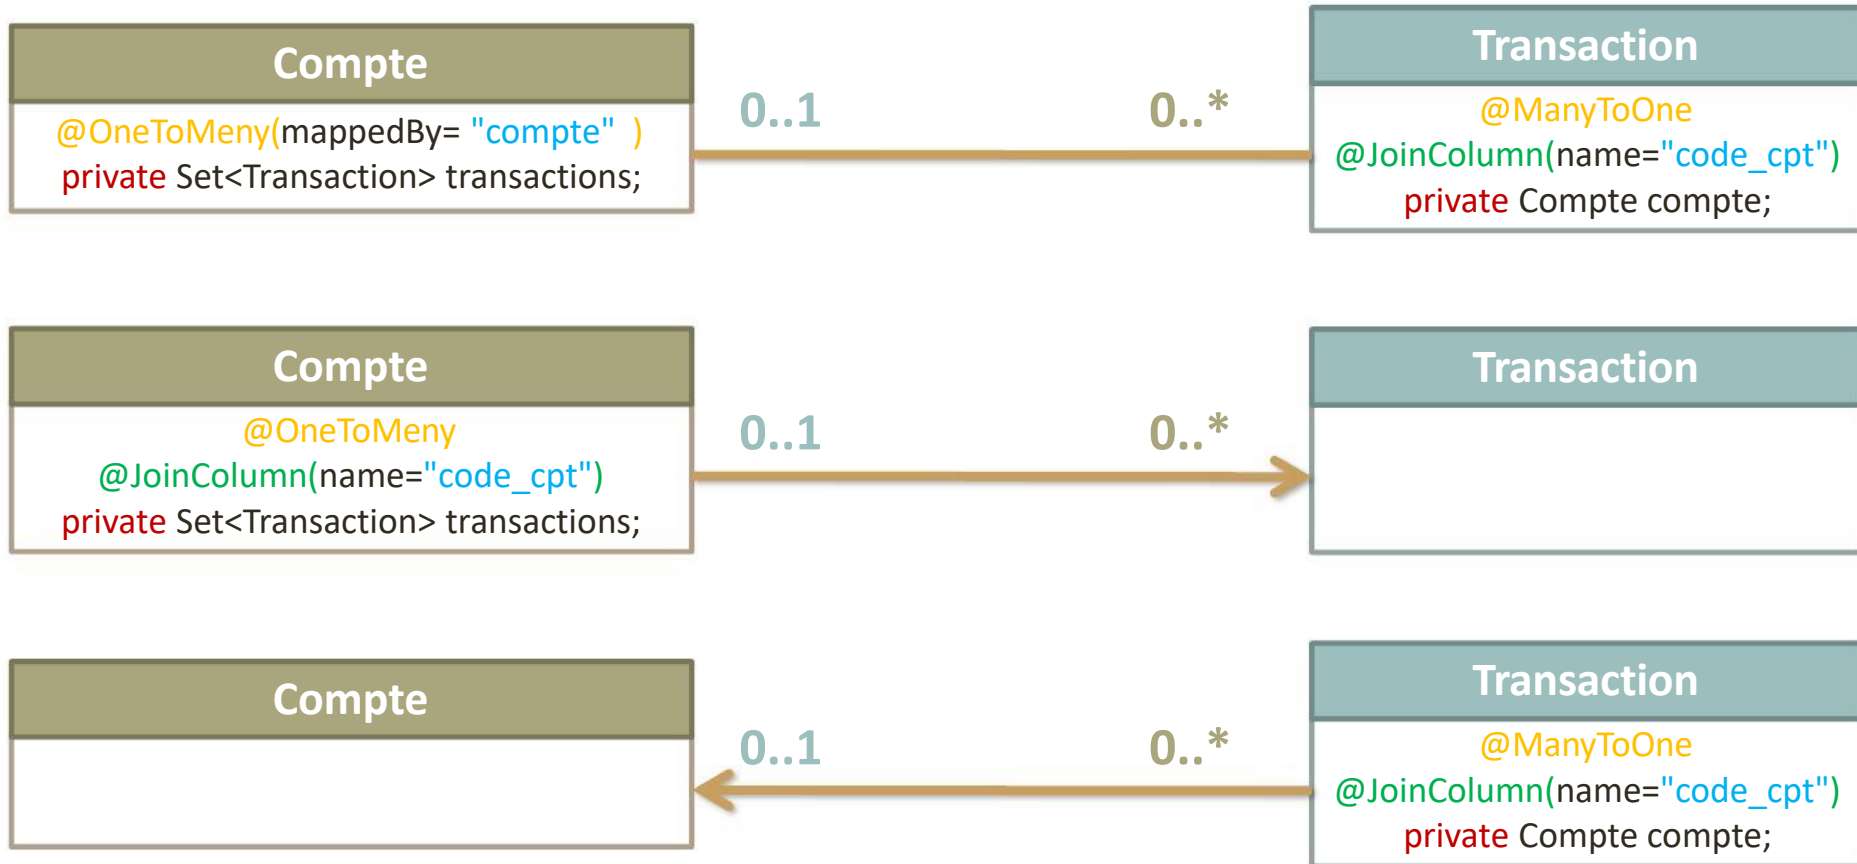 Compte
@OneToMeny(mappedBy= "compte" )
private Set<Transaction> transactions;
0..1
0..*
Transaction
@ManyToOne
@JoinColumn(name="code_cpt")
private Compte compte;
Compte
@OneToMeny
@JoinColumn(name="code_cpt")
private Set<Transaction> transactions;
0..1
0..*
Transaction
Compte
0..1
0..*
Transaction
@ManyToOne
@JoinColumn(name="code_cpt")
private Compte compte;